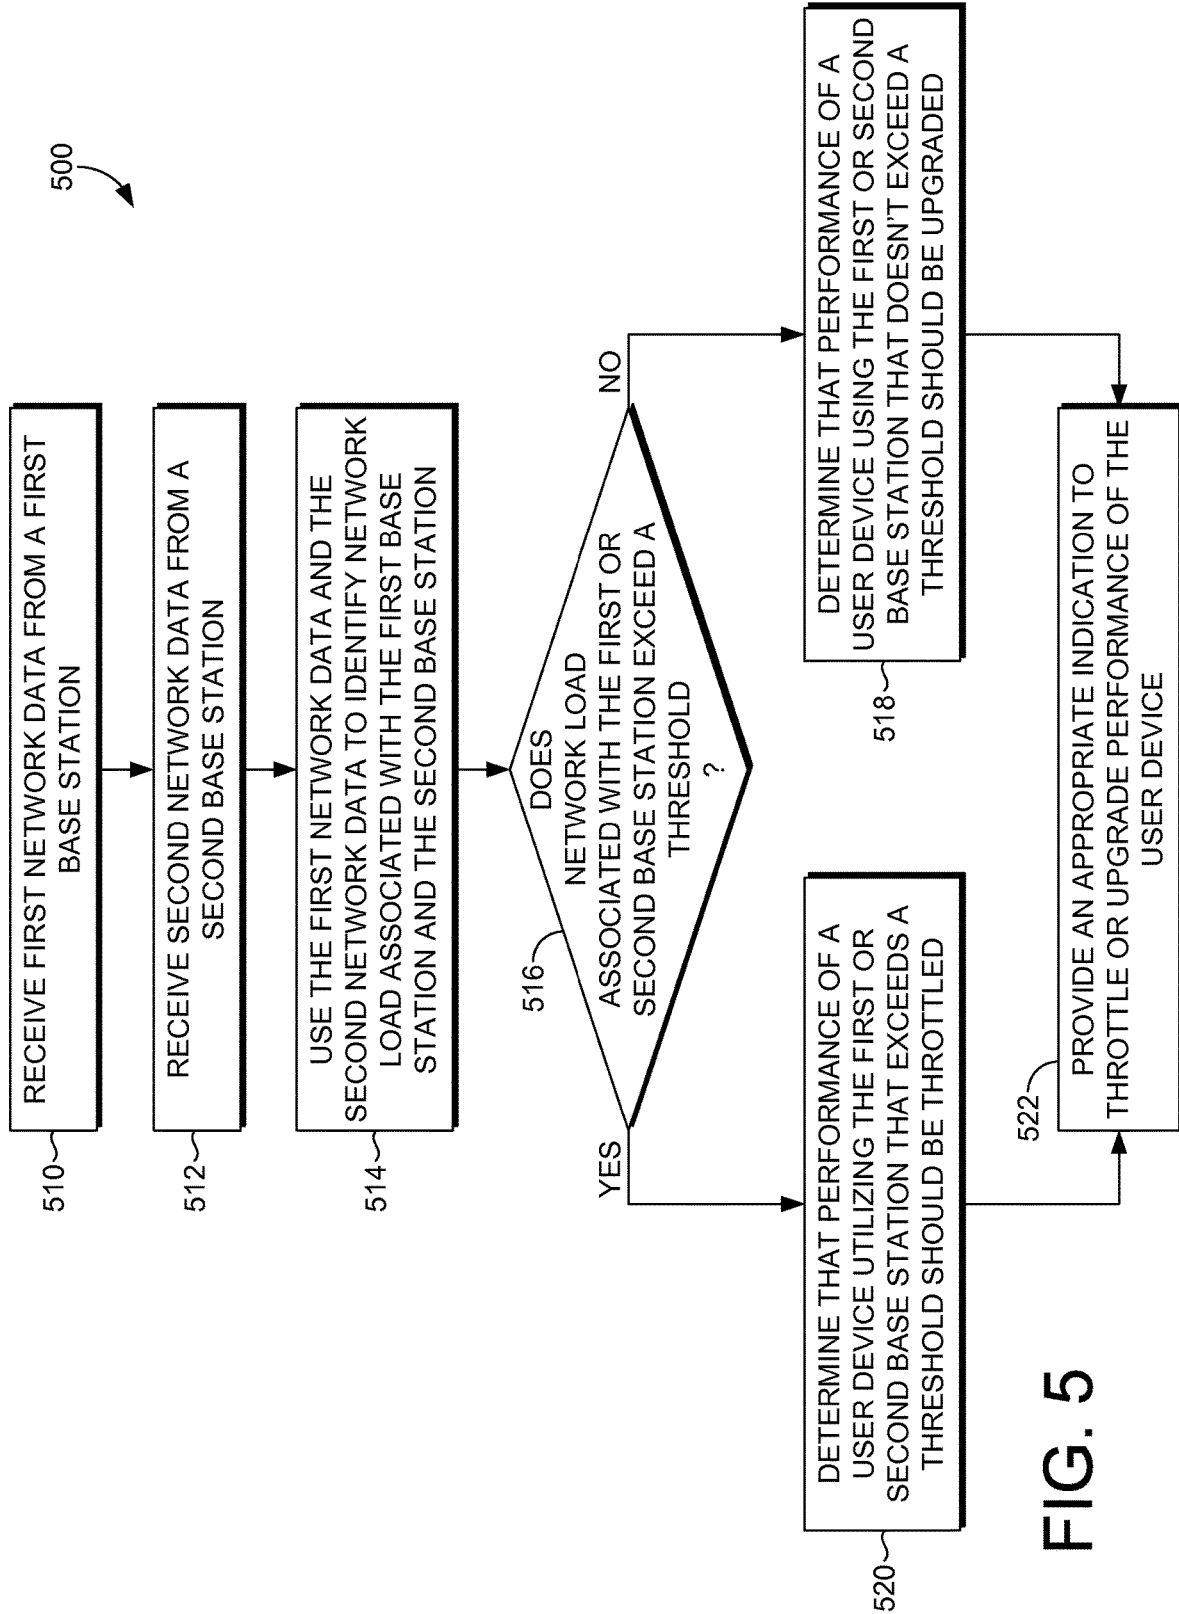 500
510
RECEIVE FIRST NETWORK DATA FROM A FIRST
BASE STATION
512
RECEIVE SECOND NETWORK DATA FROM A
SECOND BASE STATION
514
USE THE FIRST NETWORK DATA AND THE
SECOND NETWORK DATA TO IDENTIFY NETWORK
LOAD ASSOCIATED WITH THE FIRST BASE
STATION AND THE SECOND BASE STATION
516
DOES
NETWORK LOAD
ASSOCIATED WITH THE FIRST OR
SECOND BASE STATION EXCEED A
THRESHOLD
?
YES
NO
520
DETERMINE THAT PERFORMANCE OF A
USER DEVICE UTILIZING THE FIRST OR
SECOND BASE STATION THAT EXCEEDS A
THRESHOLD SHOULD BE THROTTLED
518
DETERMINE THAT PERFORMANCE OF A
USER DEVICE USING THE FIRST OR SECOND
BASE STATION THAT DOESN'T EXCEED A
THRESHOLD SHOULD BE UPGRADED
522
PROVIDE AN APPROPRIATE INDICATION TO
THROTTLE OR UPGRADE PERFORMANCE OF THE
USER DEVICE
FIG. 5